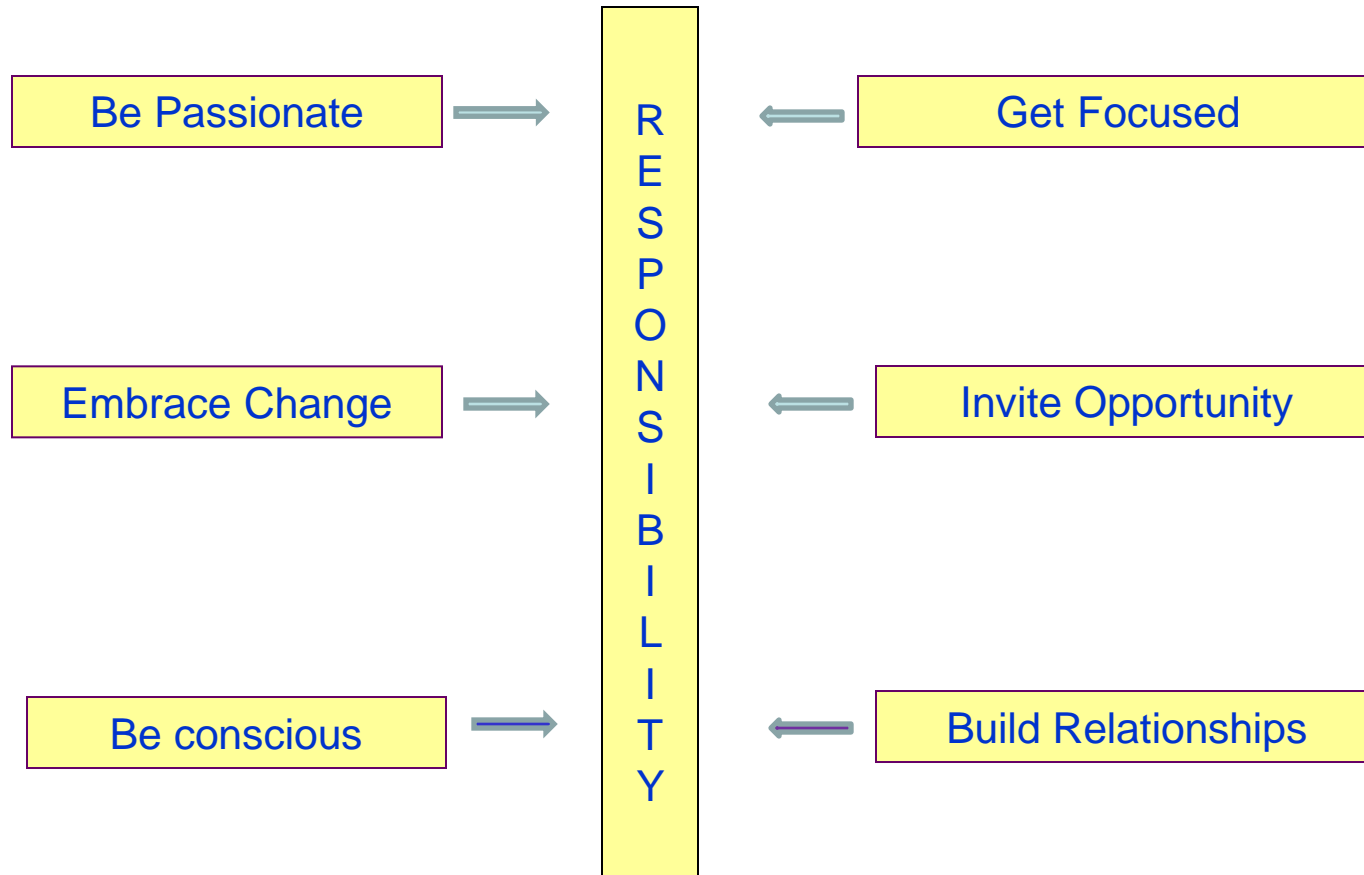 Be Passionate
Get Focused
Embrace Change
Invite Opportunity
Be conscious
Build Relationships
R
E
S
P
O
N
S
I
B
I
L
I
T
Y